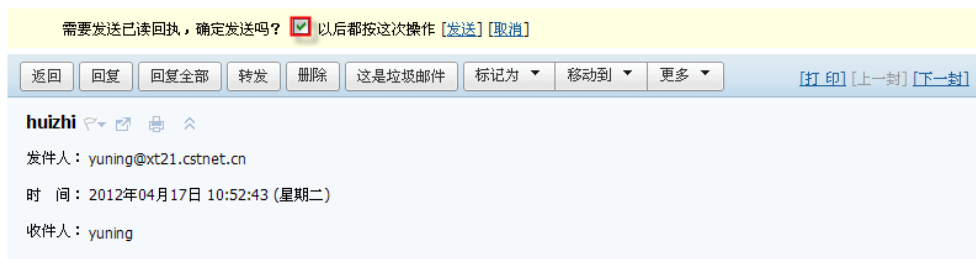 需要发送已读回执，确定发送吗？ 以后都按这次操作 [发送] [取消]
返回 回复 回复全部 转发 删除 这是垃圾邮件 标记为 移动到 更多 [打 印] [上一封] [下一封]
huizhi
发件人：yuning@xt21.cstnet.cn
时 间：2012年04月17日 10:52:43 (星期二)
收件人：yuning